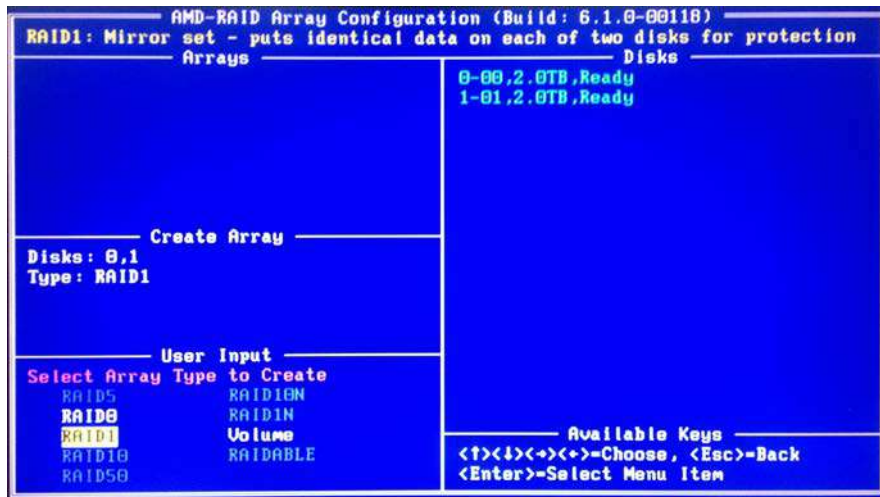 AMD-RAID Array Configuration (Build: 6.1.0-00118)
RAID1: Mirror set - puts identical data on each of two disks for protection
Arrays
Disks
0-00,2.0TB,Ready
1-01,2.0TB,Ready
Create Array
Disks: 0,1
Type: RAID1
User Input
Select Array Type to Create
RAID5 RAID10N
RAID0 RAID1N
RAID1 Volume
RAID10 RAIDABLE
RAID50
Available Keys
<↑><↓><→><←>=Choose, <Esc>=Back
<Enter>=Select Menu Item